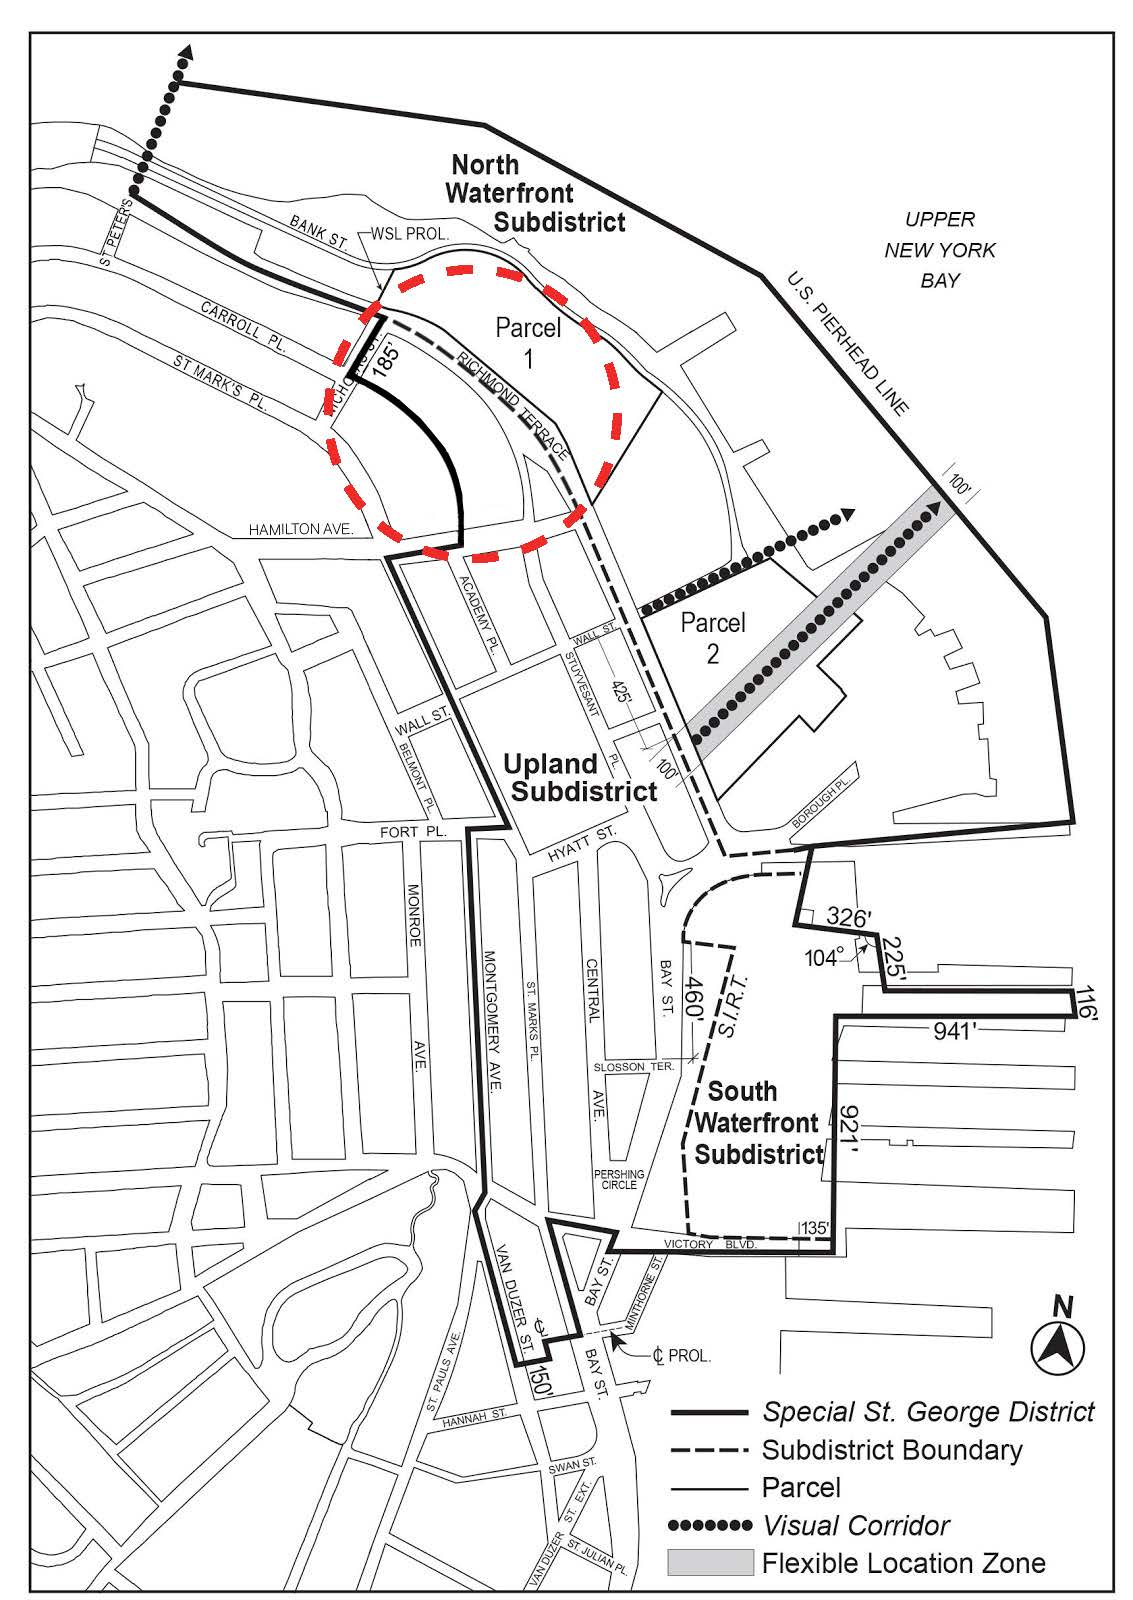 North
Waterfront
Subdistrict
UPPER
NEW YORK
BAY
ST PETER'S
BANK ST.
WSL PROL.
U.S. PIERHEAD LINE
CARROLL PL.
ST MARK'S PL.
185'
Parcel
1
RICHMOND TERRACE
100'
HAMILTON AVE.
ACADEMY PL.
WALL ST.
STUYVESANT
PL.
425'
100'
Parcel
2
WALL ST.
BELMONT PL.
Upland
Subdistrict
BOROUGH PL.
FORT PL.
HYATT ST.
MONROE
AVE.
MONTGOMERY AVE.
ST. MARKS PL.
CENTRAL
AVE.
BAY ST.
460'
S.I.R.T.
326'
104°
225'
116'
941'
SLOSSON TER.
South
Waterfront
Subdistrict
921'
PERSHING
CIRCLE
135'
VICTORY BLVD.
VAN DUZER ST.
BAY ST.
MINTHORNE ST.
℄
℄ PROL.
150'
BAY ST.
ST. PAULS AVE.
HANNAH ST.
SWAN ST.
VAN DUZER ST. EXT.
ST. JULIAN PL.
N
Special St. George District
Subdistrict Boundary
Parcel
Visual Corridor
Flexible Location Zone